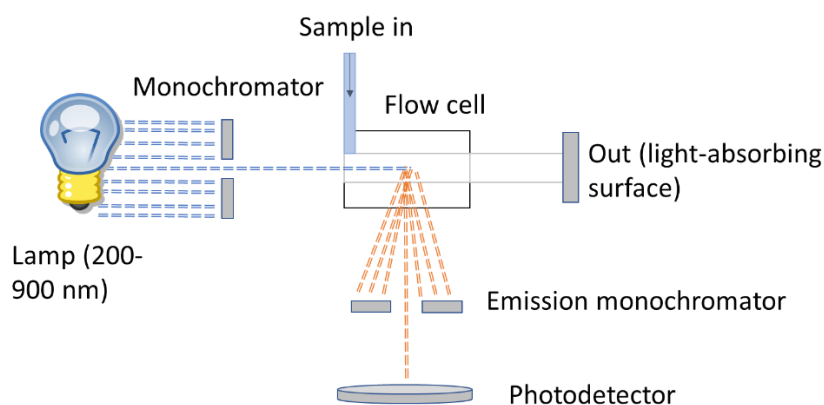 Sample in
Monochromator
Flow cell
Out (light-absorbing
surface)
Lamp (200-
900 nm)
Emission monochromator
Photodetector